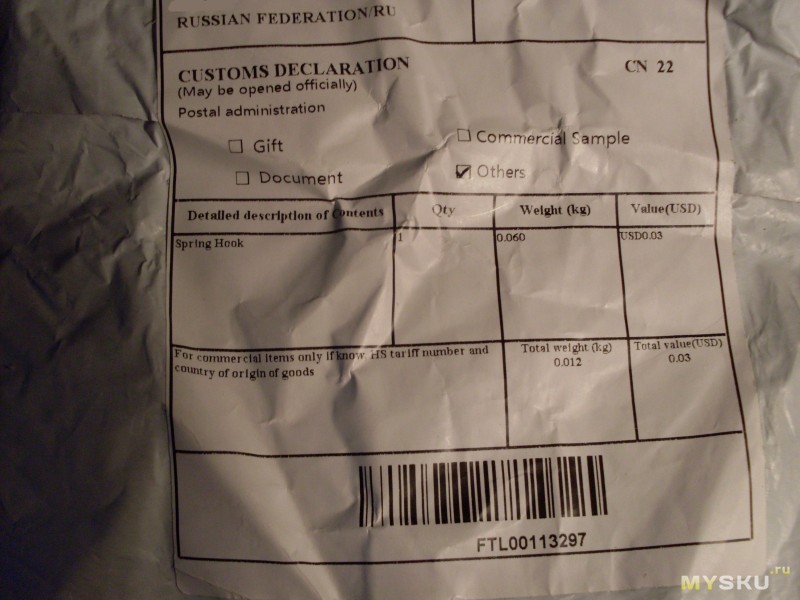 RUSSIAN FEDERATION/RU
CUSTOMS DECLARATION
CN 22
(May be opened officially)
Postal administration
☐ Gift
☐ Commercial Sample
☐ Document
☑ Others
Detailed description of Contents
Qty
Weight (kg)
Value(USD)
Spring Hook
1
0.060
USD0.03
For commercial items only if know, HS tariff number and
country of origin of goods
Total weight (kg)
0.012
Total value(USD)
0.03
FTL00113297
MYSKU.ru